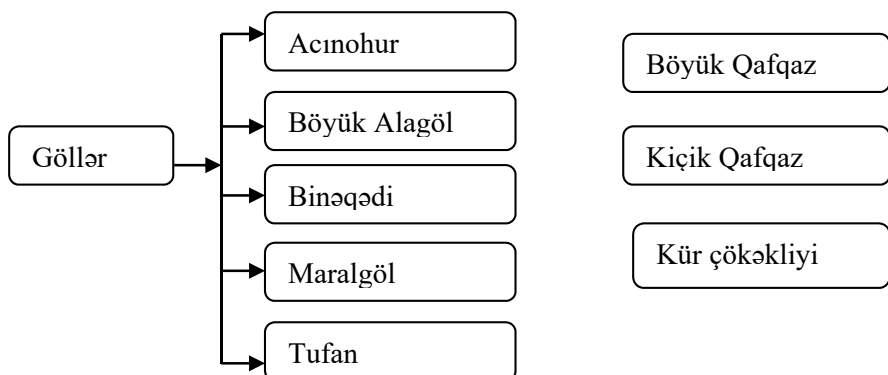 Göllər
Acınohur
Böyük Alagöl
Binəqədi
Maralgöl
Tufan
Böyük Qafqaz
Kiçik Qafqaz
Kür çökəkliyi